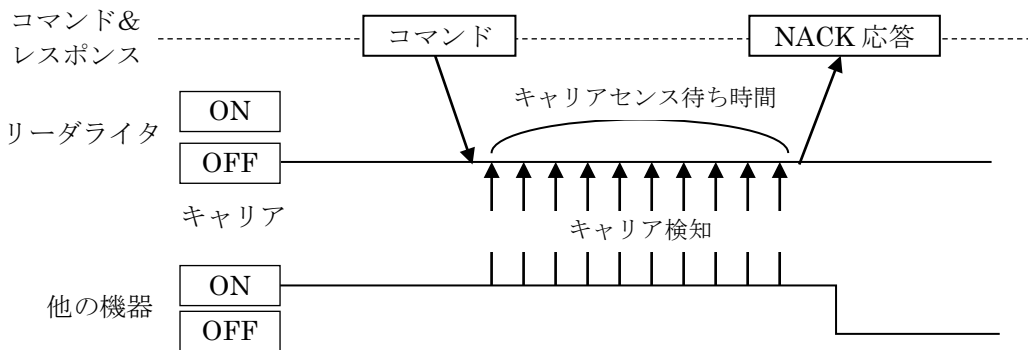 コマンド&
レスポンス
コマンド
NACK 応答
キャリアセンス待ち時間
リーダライタ
ON
OFF
キャリア
キャリア検知
他の機器
ON
OFF